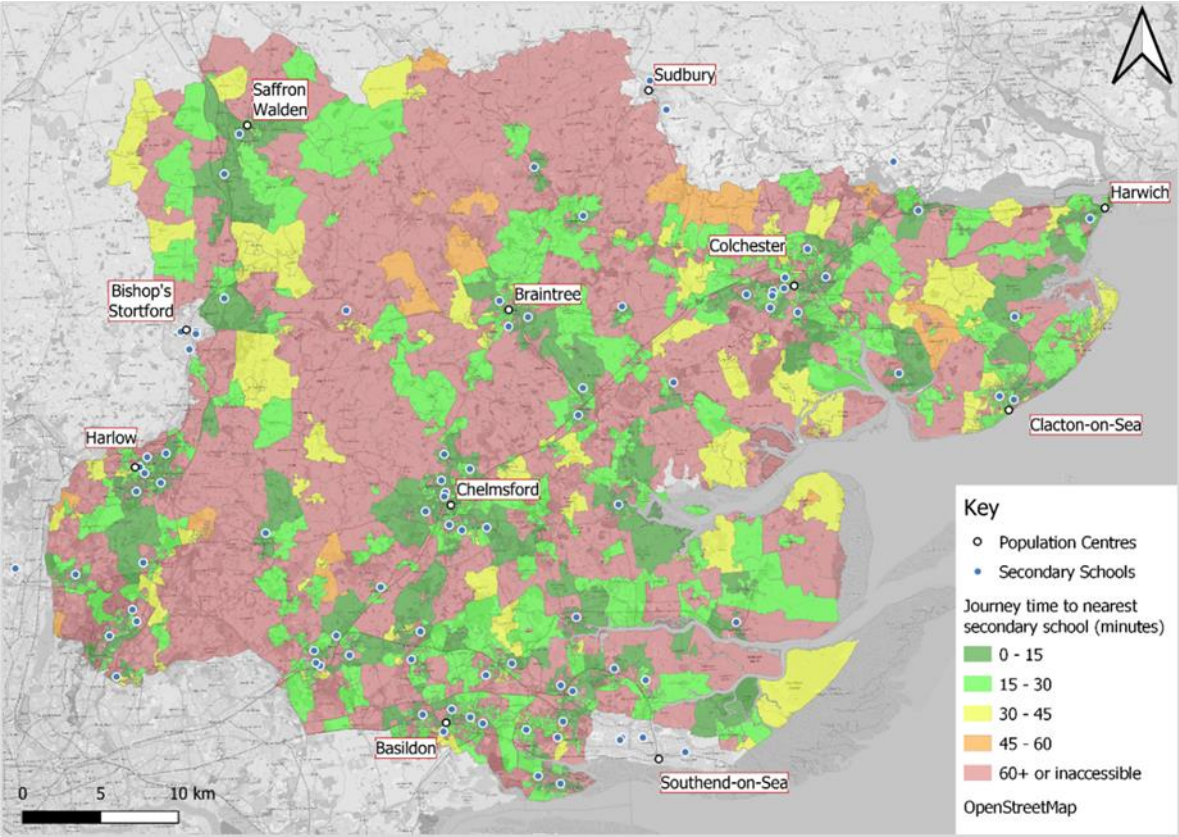 Sudbury
Saffron
Walden
Harwich
Colchester
Bishop's
Stortford
Braintree
Clacton-on-Sea
Harlow
Chelmsford
Key
Population Centres
Secondary Schools
Journey time to nearest
secondary school (minutes)
0 - 15
15 - 30
30 - 45
45 - 60
60+ or inaccessible
OpenStreetMap
Basildon
Southend-on-Sea
0 5 10 km